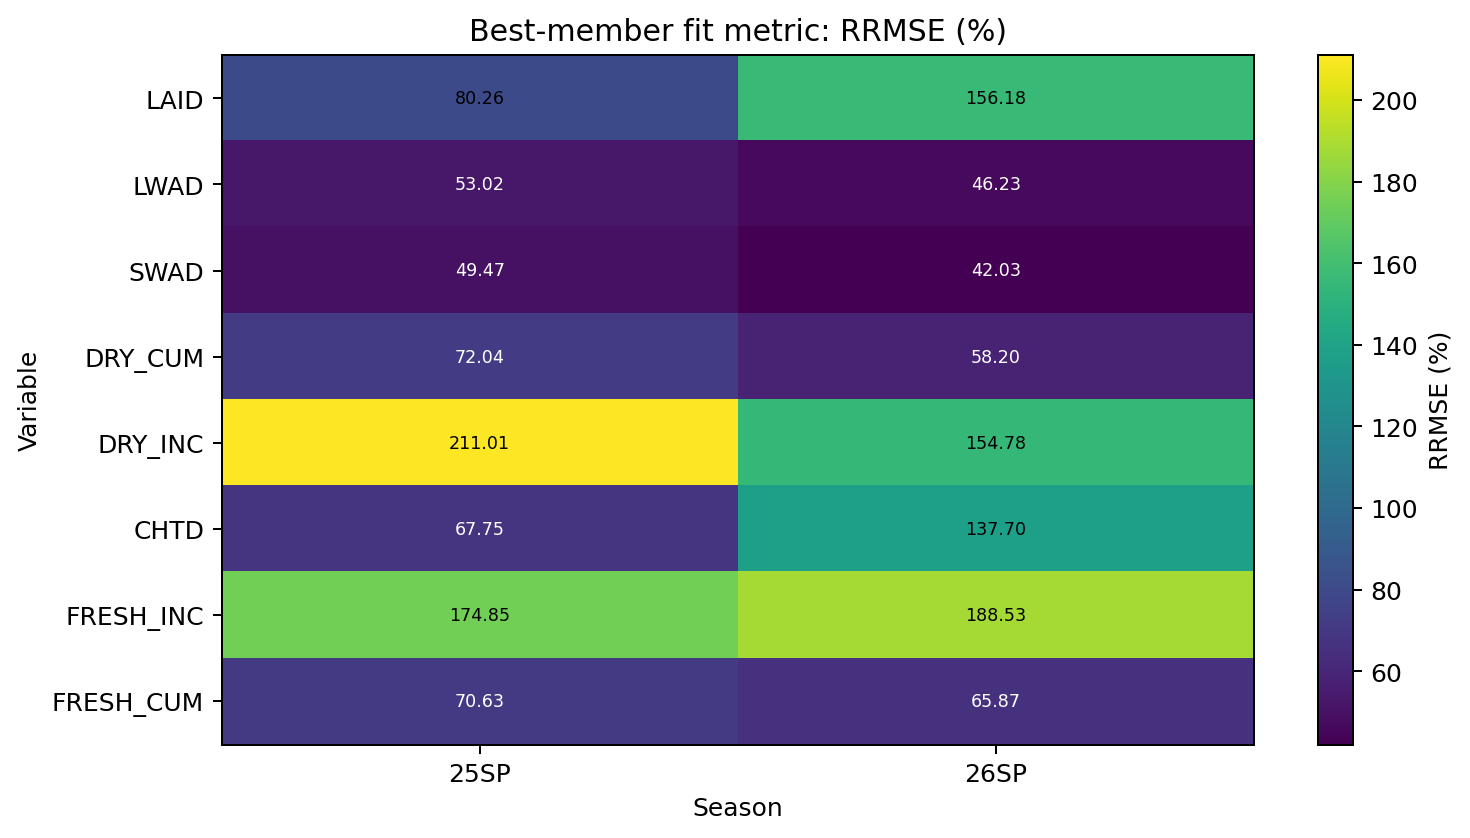 Best-member fit metric: RRMSE (%)
LAID 80.26 156.18
LWAD 53.02 46.23
SWAD 49.47 42.03
DRY_CUM 72.04 58.20
DRY_INC 211.01 154.78
CHTD 67.75 137.70
FRESH_INC 174.85 188.53
FRESH_CUM 70.63 65.87
25SP 26SP
Season
Variable
200
180
160
140
120
100
80
60
RRMSE (%)